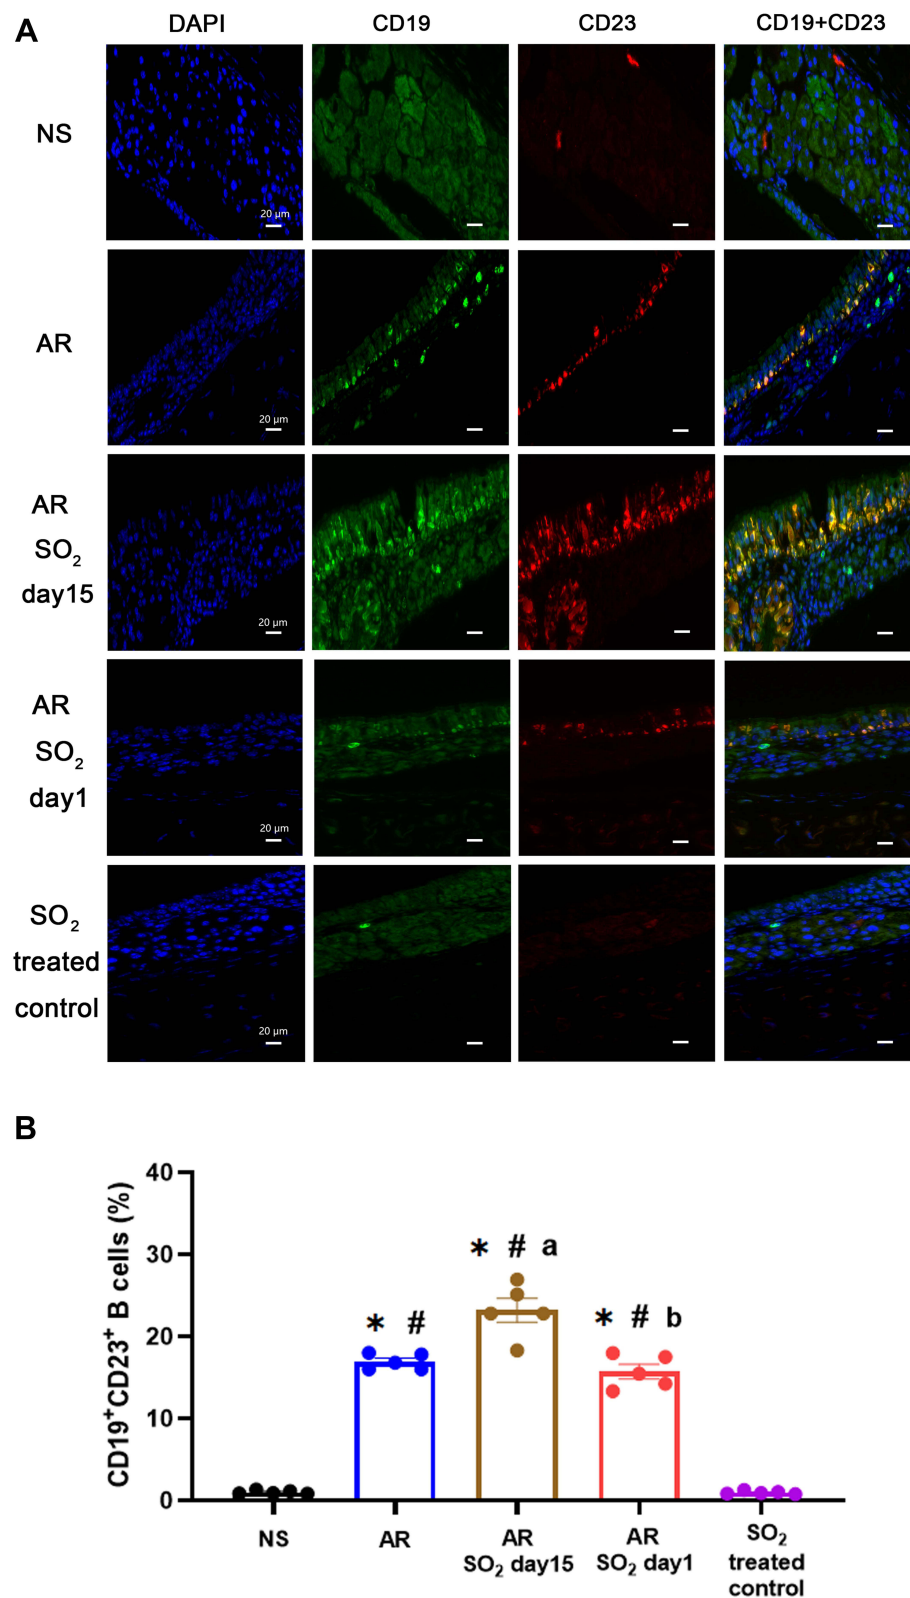 A
DAPI CD19 CD23 CD19+CD23
NS
20 μm
AR
20 μm
AR
SO₂
day15
20 μm
AR
SO₂
day1
20 μm
SO₂
treated
control
20 μm
B
CD19⁺CD23⁺ B cells (%)
40
30
20
10
0
* #
* # a
* # b
NS
AR
AR
SO₂ day15
AR
SO₂ day1
SO₂
treated
control